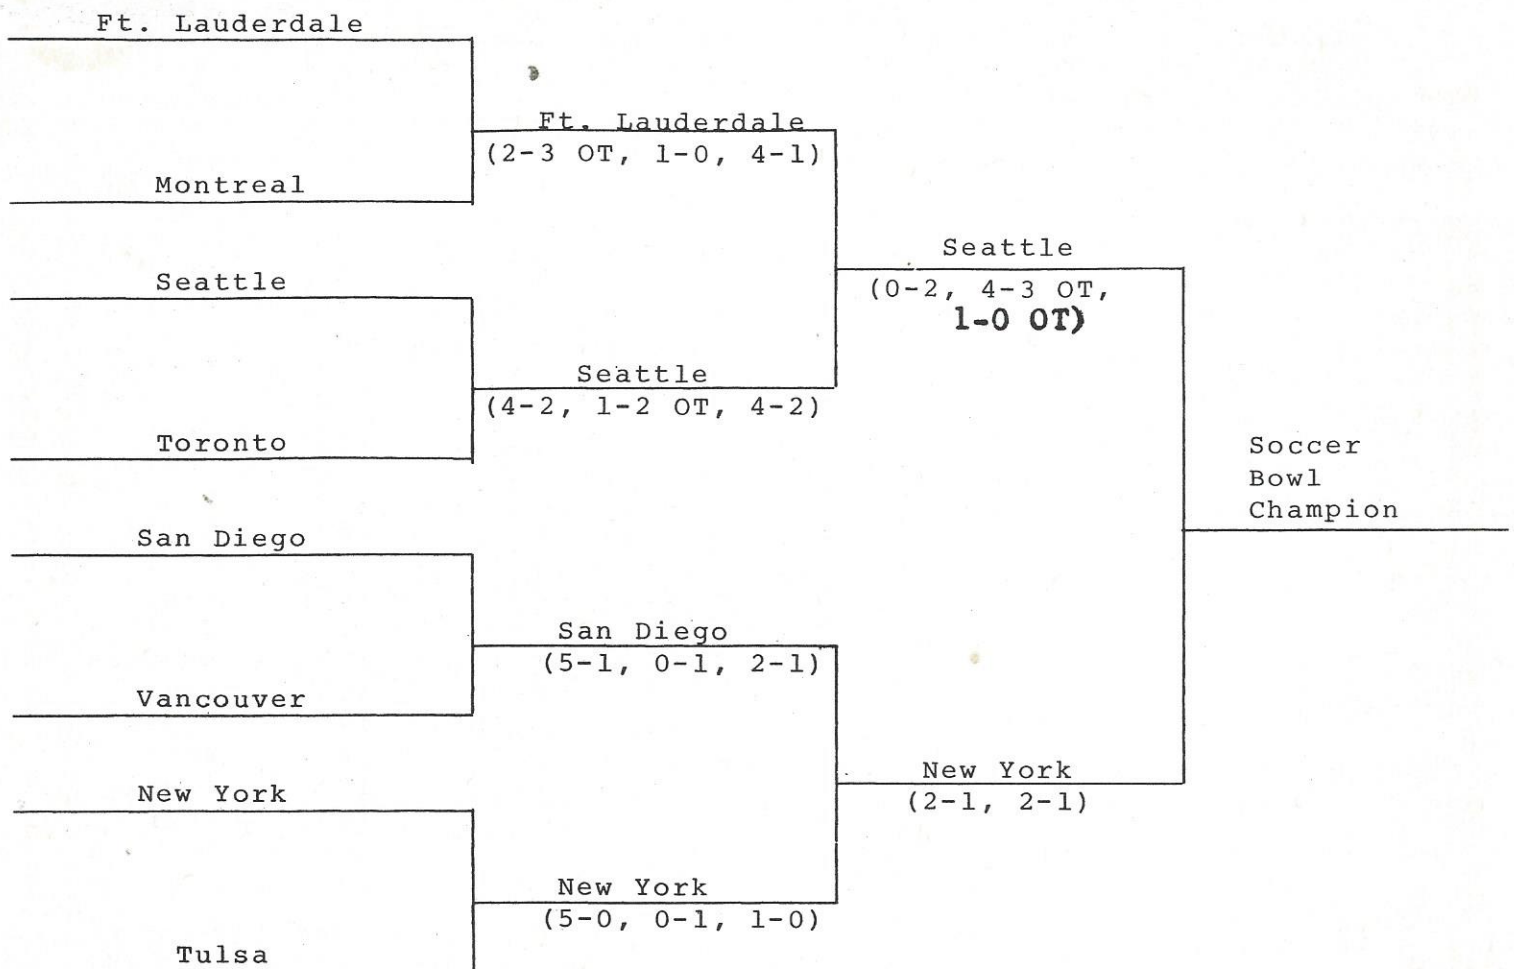 Ft. Lauderdale
Ft. Lauderdale
(2-3 OT, 1-0, 4-1)
Montreal
Seattle
(0-2, 4-3 OT,
1-0 OT)
Seattle
Seattle
(4-2, 1-2 OT, 4-2)
Toronto
Soccer
Bowl
Champion
San Diego
San Diego
(5-1, 0-1, 2-1)
Vancouver
New York
(2-1, 2-1)
New York
New York
(5-0, 0-1, 1-0)
Tulsa